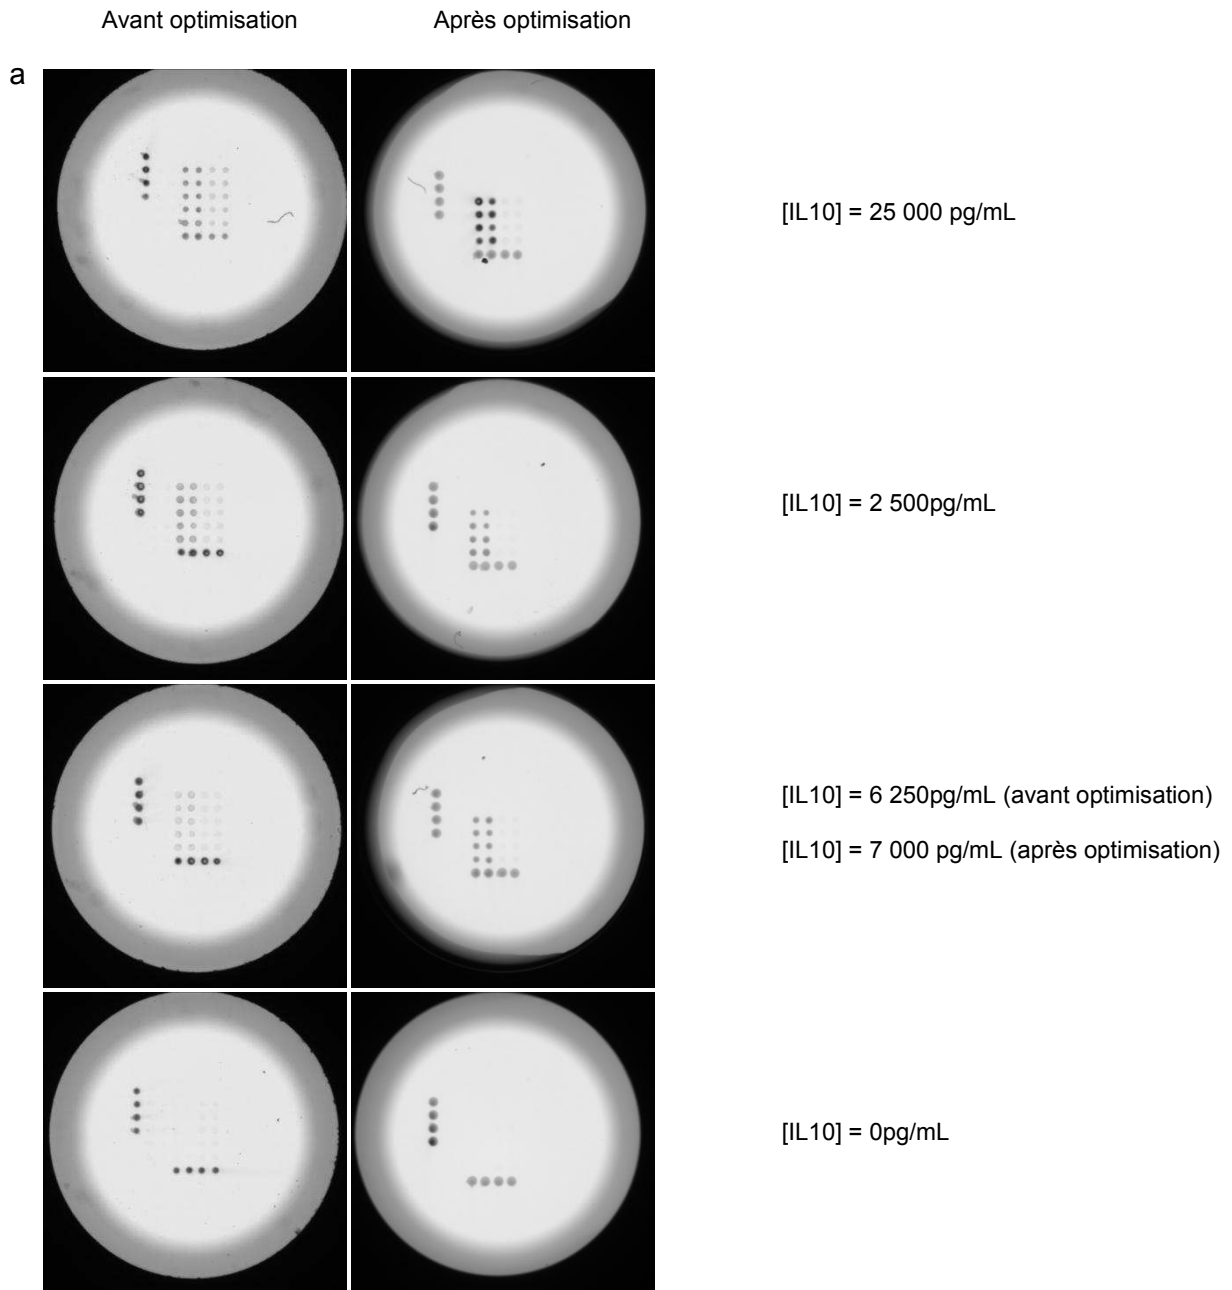 Avant optimisation
Après optimisation
a
[IL10] = 25 000 pg/mL
[IL10] = 2 500pg/mL
[IL10] = 6 250pg/mL (avant optimisation)
[IL10] = 7 000 pg/mL (après optimisation)
[IL10] = 0pg/mL